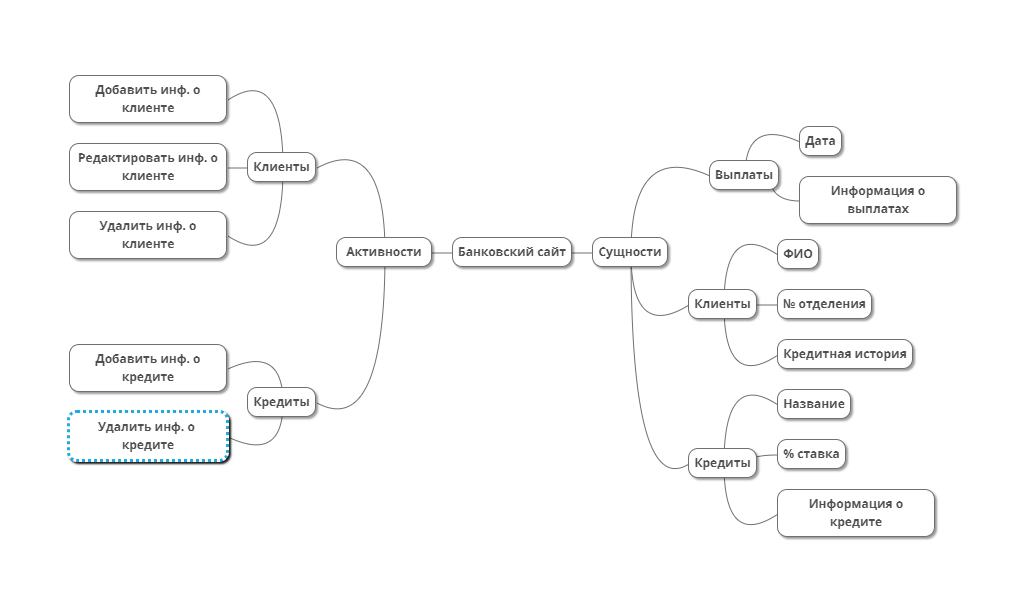 Добавить инф. о
клиенте
Редактировать инф. о
клиенте
Удалить инф. о
клиенте
Клиенты
Добавить инф. о
кредите
Удалить инф. о
кредите
Кредиты
Активности
Банковский сайт
Сущности
Выплаты
Дата
Информация о
выплатах
Клиенты
ФИО
№ отделения
Кредитная история
Кредиты
Название
% ставка
Информация о
кредите